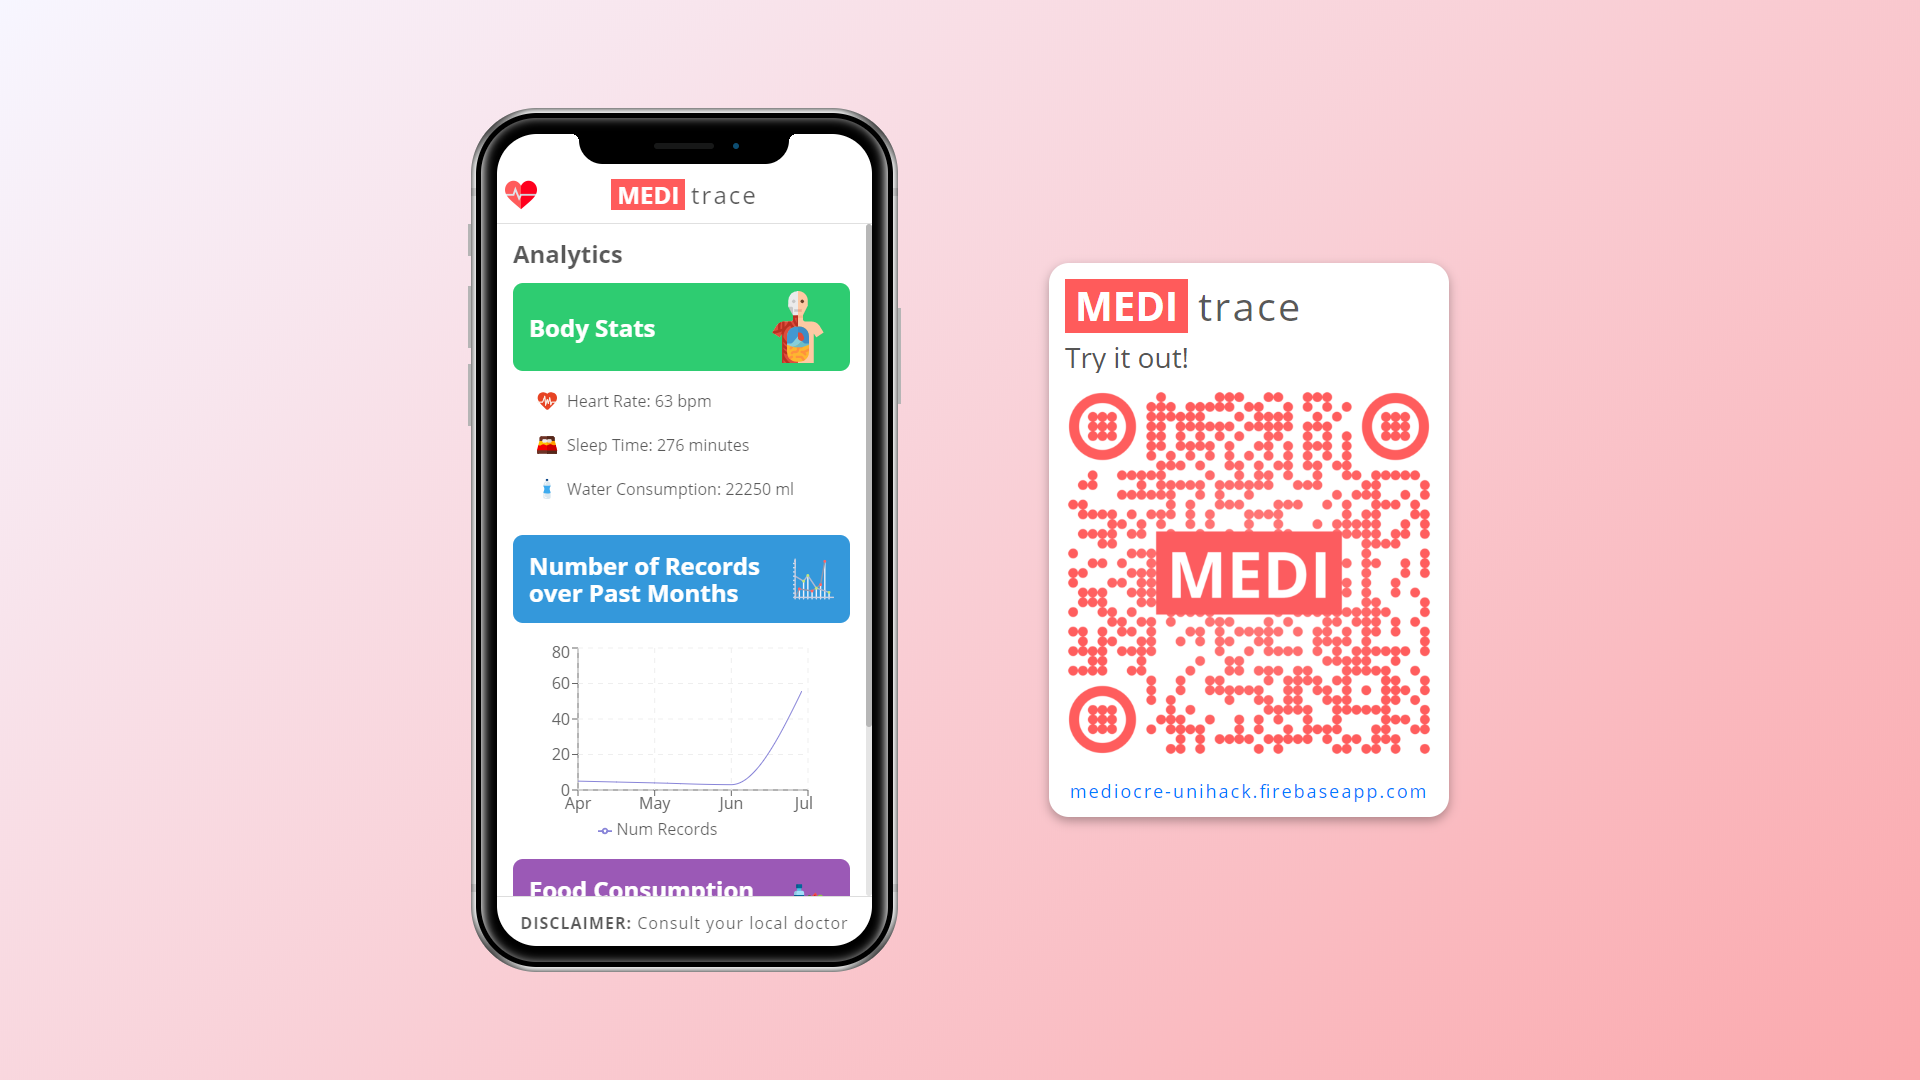 MEDI trace
Analytics
Body Stats
Heart Rate: 63 bpm
Sleep Time: 276 minutes
Water Consumption: 22250 ml
Number of Records
over Past Months
80
60
40
20
0
Apr May Jun Jul
Num Records
Food Consumption
DISCLAIMER: Consult your local doctor
MEDI trace
Try it out!
MEDI
mediocre-unihack.firebaseapp.com